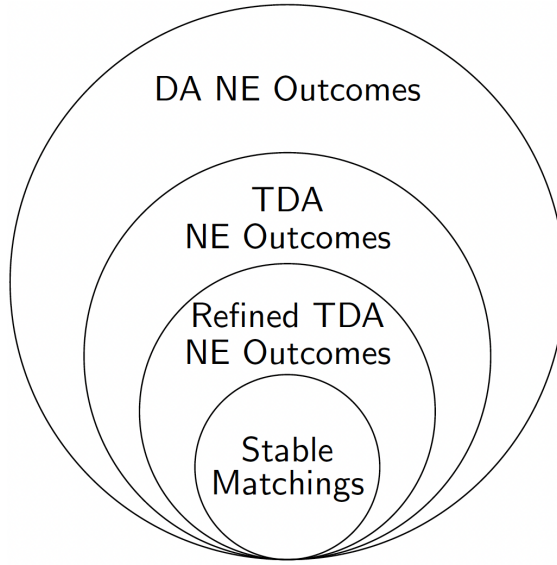 DA NE Outcomes
TDA
NE Outcomes
Refined TDA
NE Outcomes
Stable
Matchings